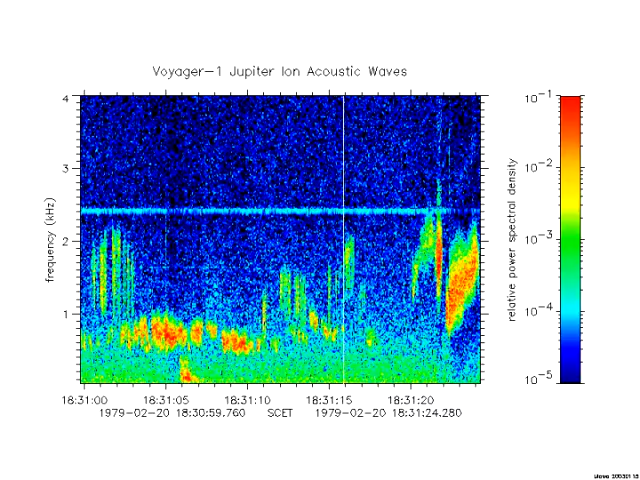 Voyager-1 Jupiter Ion Acoustic Waves
4
3
2
1
frequency (kHz)
18:31:00 18:31:05 18:31:10 18:31:15 18:31:20
1979-02-20 18:30:59.760 SCET 1979-02-20 18:31:24.280
10^-1
10^-2
10^-3
10^-4
10^-5
relative power spectral density